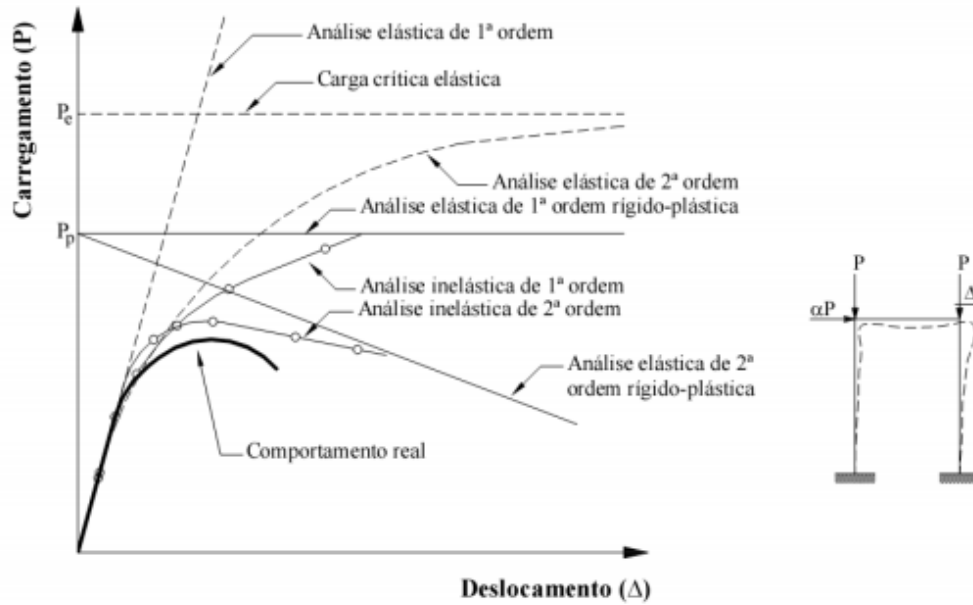 Carregamento (P)
Análise elástica de 1ª ordem
Carga crítica elástica
Pe
Análise elástica de 2ª ordem
Análise elástica de 1ª ordem rígido-plástica
Pp
Análise inelástica de 1ª ordem
Análise inelástica de 2ª ordem
Análise elástica de 2ª
ordem rígido-plástica
Comportamento real
Deslocamento (Δ)
P P
Δ
αP